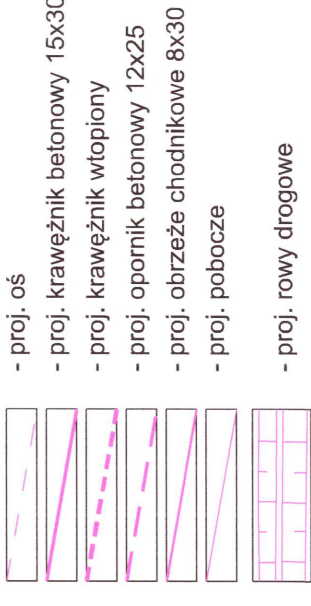 - proj. oś
- proj. krawężnik betonowy 15x30
- proj. krawężnik wtopiony
- proj. opornik betonowy 12x25
- proj. obrzeże chodnikowe 8x30
- proj. pobocze
- proj. rowy drogowe